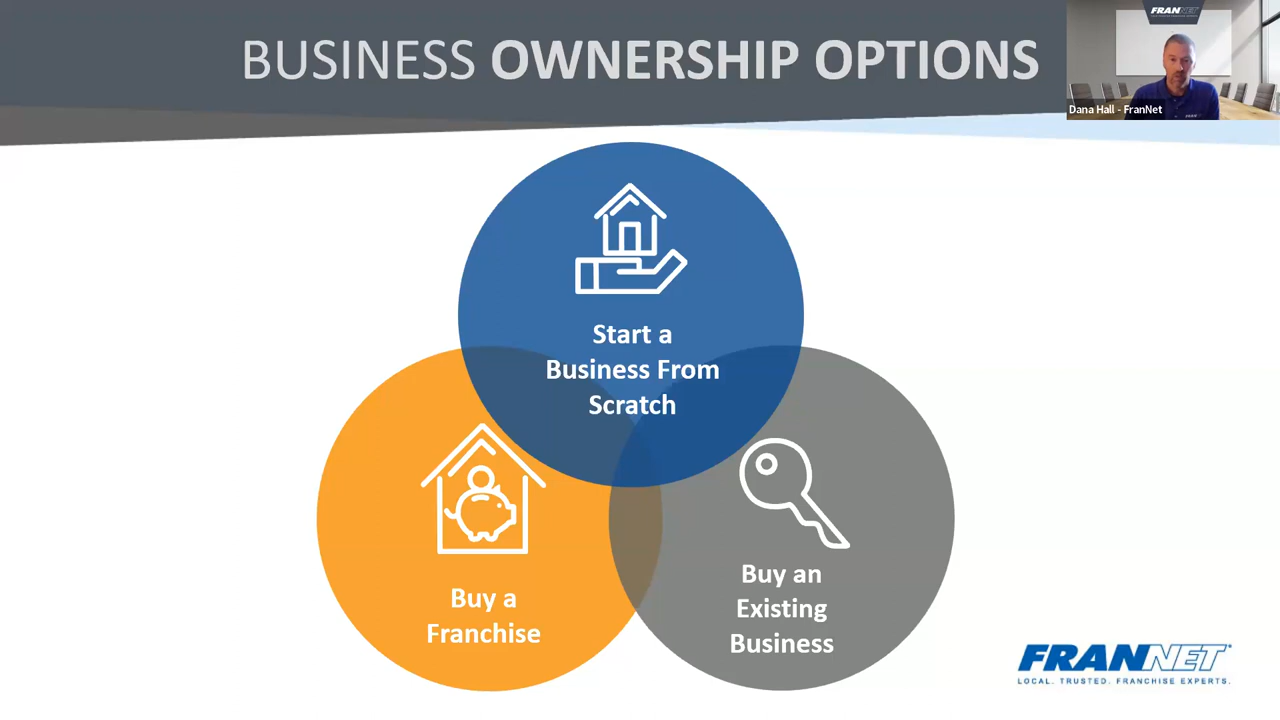 BUSINESS OWNERSHIP OPTIONS
FRANNET
Dana Hall - FranNet
Start a
Business From
Scratch
Buy a
Franchise
Buy an
Existing
Business
FRANNET
LOCAL. TRUSTED. FRANCHISE EXPERTS.